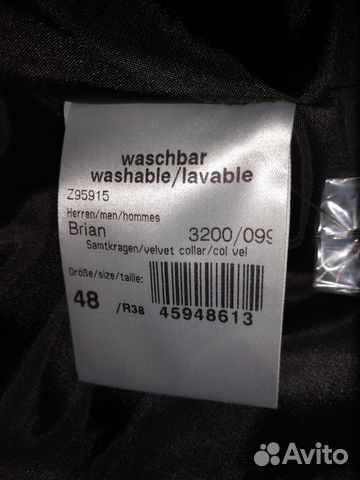 waschbar
washable/lavable
Z95915
Herren/men/hommes
Brian 3200/099
Samtkragen/velvet collar/col vel
Größe/size/taille:
48 /R38 45948613
Avito